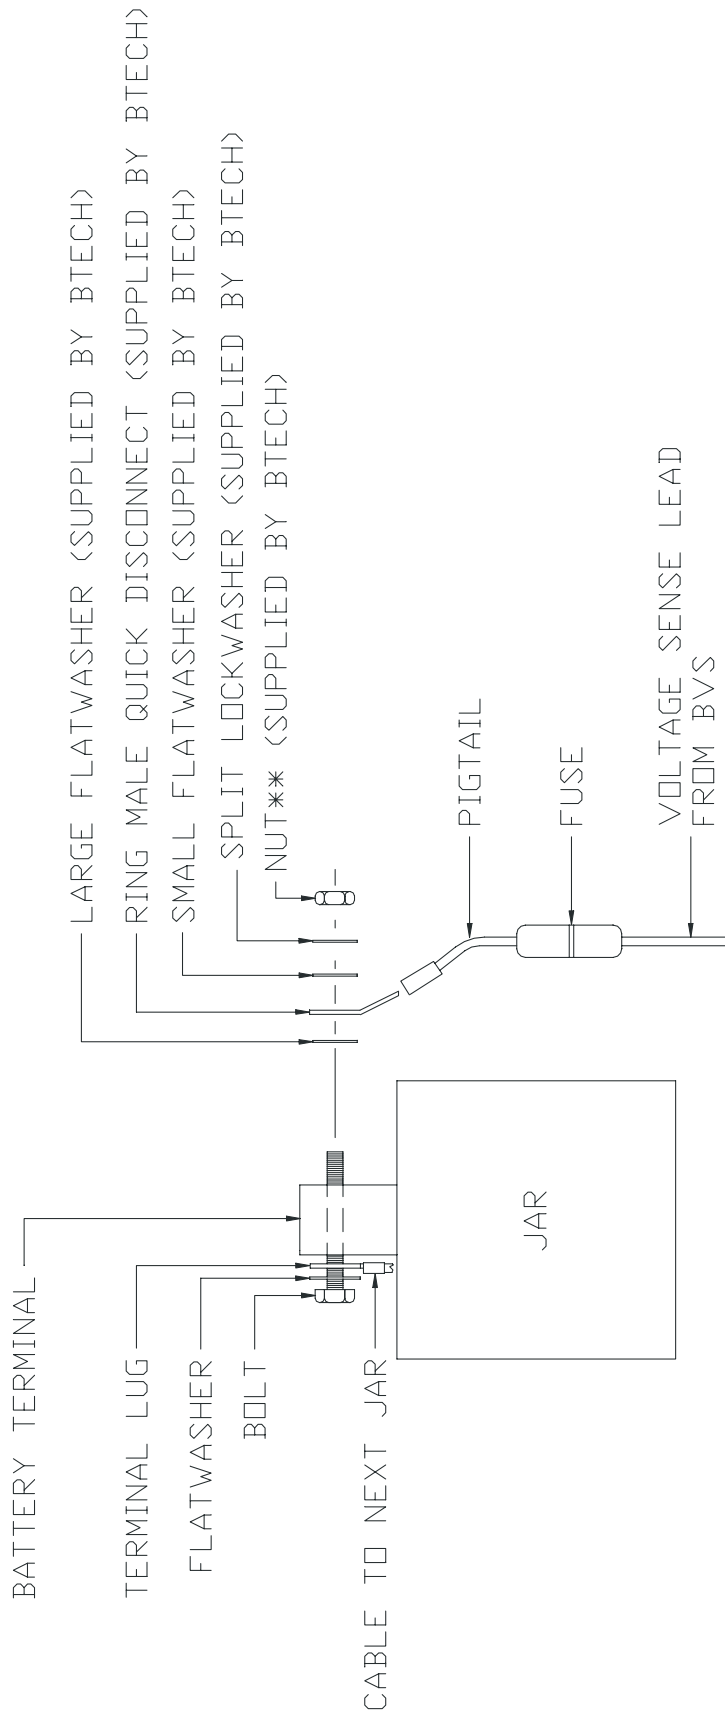 BATTERY TERMINAL
TERMINAL LUG
FLATWASHER
BOLT
CABLE TO NEXT JAR
JAR
LARGE FLATWASHER (SUPPLIED BY BTECH)
RING MALE QUICK DISCONNECT (SUPPLIED BY BTECH)
SMALL FLATWASHER (SUPPLIED BY BTECH)
SPLIT LOCKWASHER (SUPPLIED BY BTECH)
NUT** (SUPPLIED BY BTECH)
PIGTAIL
FUSE
VOLTAGE SENSE LEAD
FROM BVS